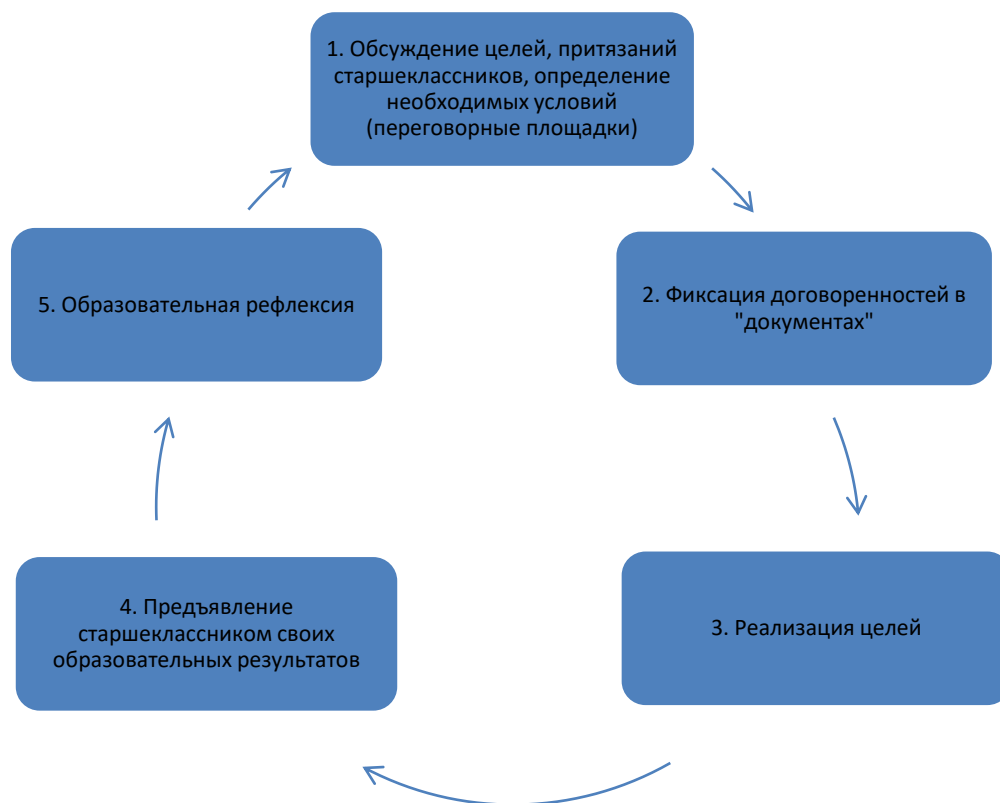 1. Обсуждение целей, притязаний
старшеклассников, определение
необходимых условий
(переговорные площадки)
2. Фиксация договоренностей в
"документах"
3. Реализация целей
4. Предъявление
старшеклассником своих
образовательных результатов
5. Образовательная рефлексия